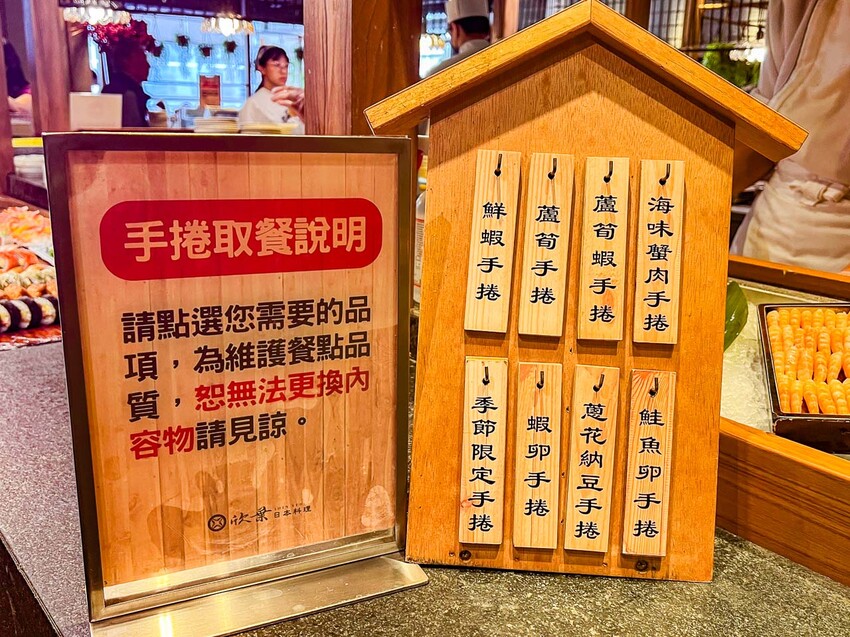 手捲取餐說明
請點選您需要的品
項，為維護餐點品
質，恕無法更換內
容物請見諒。
欣葉 日本料理
鮮蝦手捲
蘆筍手捲
蘆筍蝦手捲
海味蟹肉手捲
季節限定手捲
蝦卵手捲
蔥花納豆手捲
鮭魚卵手捲